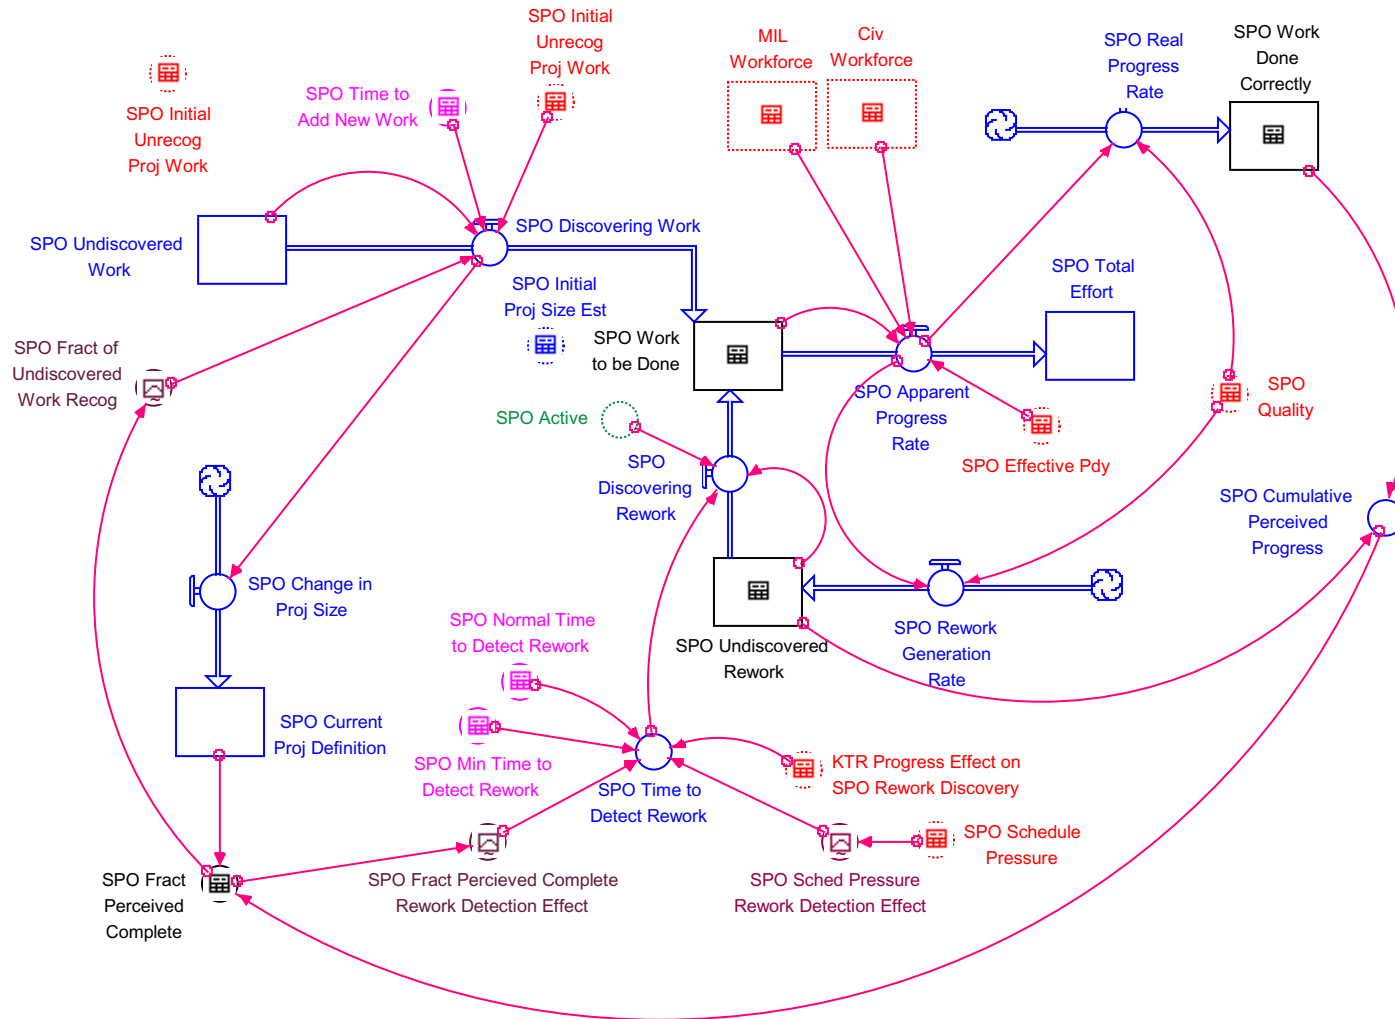 SPO Initial
Unrecog
Proj Work
SPO Time to
Add New Work
SPO Initial
Unrecog
Proj Work
MIL
Workforce
Civ
Workforce
SPO Real
Progress
Rate
SPO Work
Done
Correctly
SPO Undiscovered
Work
SPO Discovering Work
SPO Initial
Proj Size Est
SPO Work
to be Done
SPO Total
Effort
SPO Fract of
Undiscovered
Work Recog
SPO Active
SPO Apparent
Progress
Rate
SPO
Quality
SPO Effective Pdy
SPO
Discovering
Rework
SPO Cumulative
Perceived
Progress
SPO Change in
Proj Size
SPO Normal Time
to Detect Rework
SPO Undiscovered
Rework
SPO Rework
Generation
Rate
SPO Current
Proj Definition
SPO Min Time to
Detect Rework
SPO Time to
Detect Rework
KTR Progress Effect on
SPO Rework Discovery
SPO Schedule
Pressure
SPO Fract
Perceived
Complete
SPO Fract Percieved Complete
Rework Detection Effect
SPO Sched Pressure
Rework Detection Effect